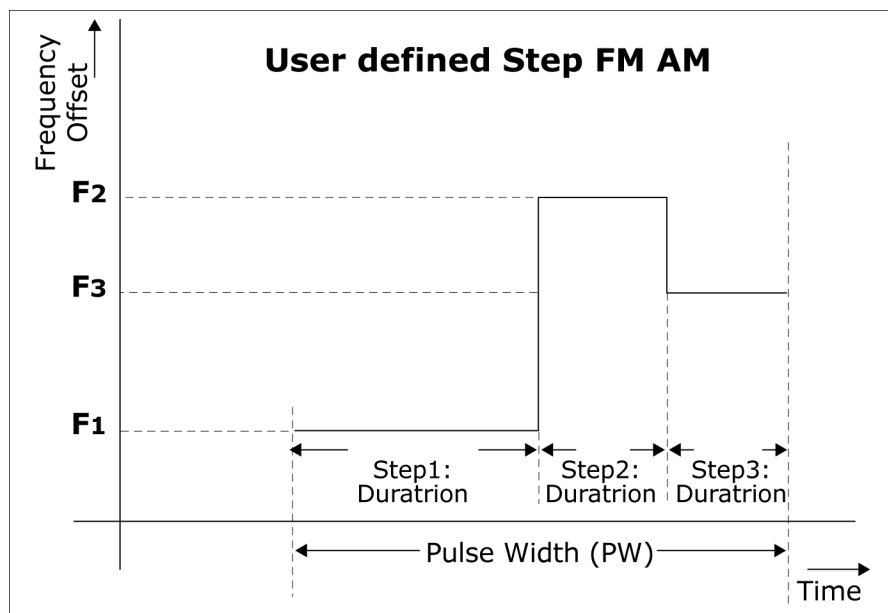 User defined Step FM AM
Frequency
Offset
F2
F3
F1
Step1:
Duratrion
Step2:
Duratrion
Step3:
Duratrion
Pulse Width (PW)
Time